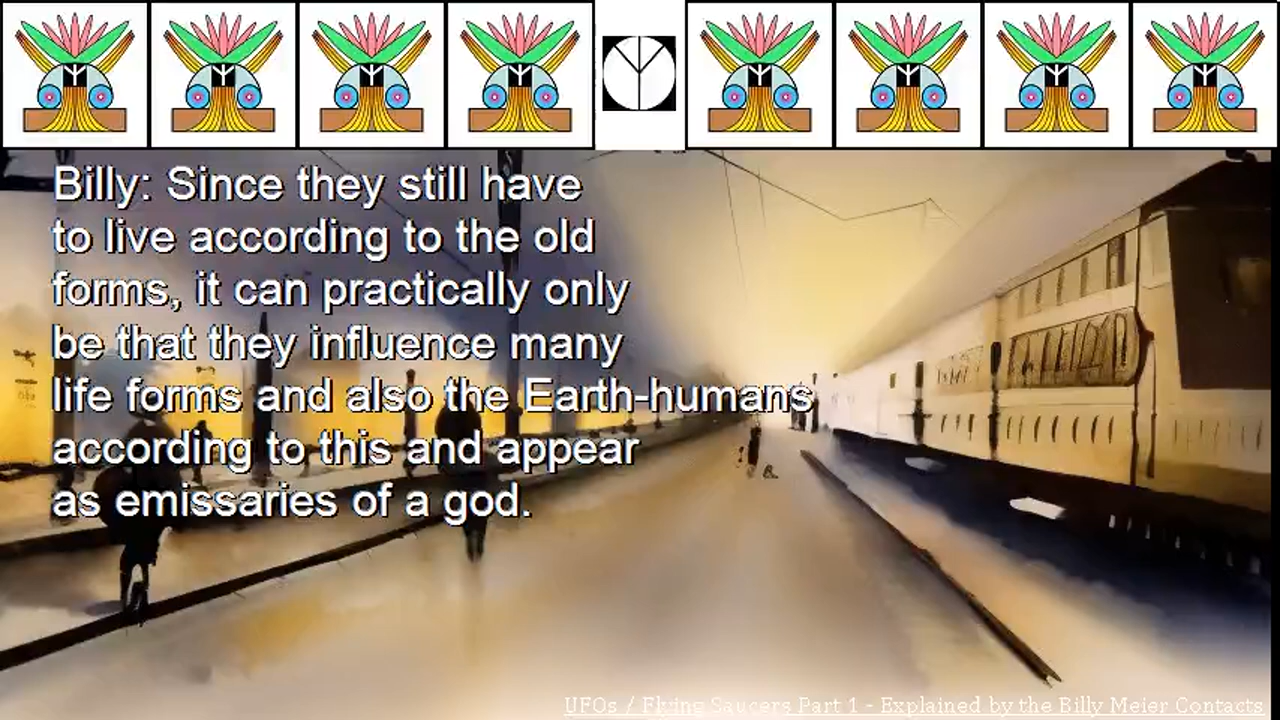 Billy: Since they still have
to live according to the old
forms, it can practically only
be that they influence many
life forms and also the Earth-humans
according to this and appear
as emissaries of a god.
UFOs / Flying Saucers Part 1 - Explained by the Billy Meier Contacts